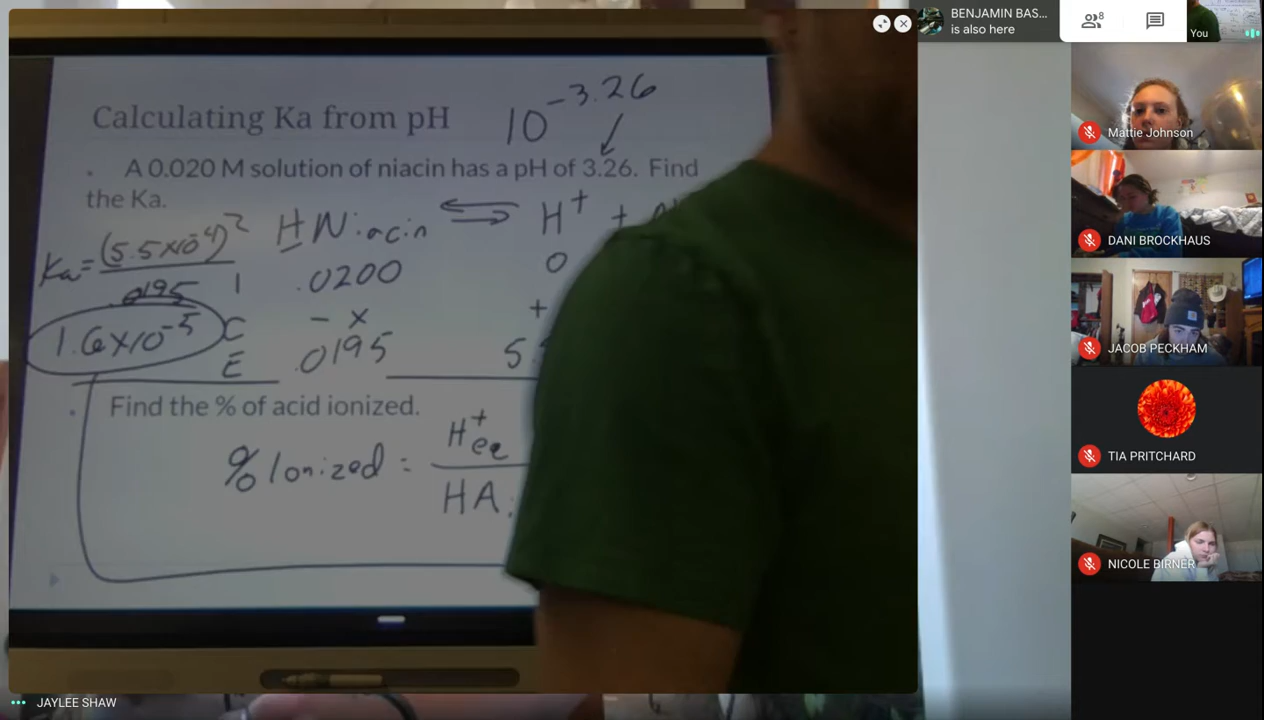 BENJAMIN BAS...
is also here
8
You
Calculating Ka from pH
10^-3.26
A 0.020 M solution of niacin has a pH of 3.26. Find
the Ka.
HNiacin ⇌ H+ +
Ka = (5.5x10^-4)^2
.0195
1.6x10^-5
I .0200 0
C - x +
E .0195 5.
Find the % of acid ionized.
% Ionized = H+eq
HA:
Mattie Johnson
DANI BROCKHAUS
JACOB PECKHAM
TIA PRITCHARD
NICOLE BIRNER
JAYLEE SHAW